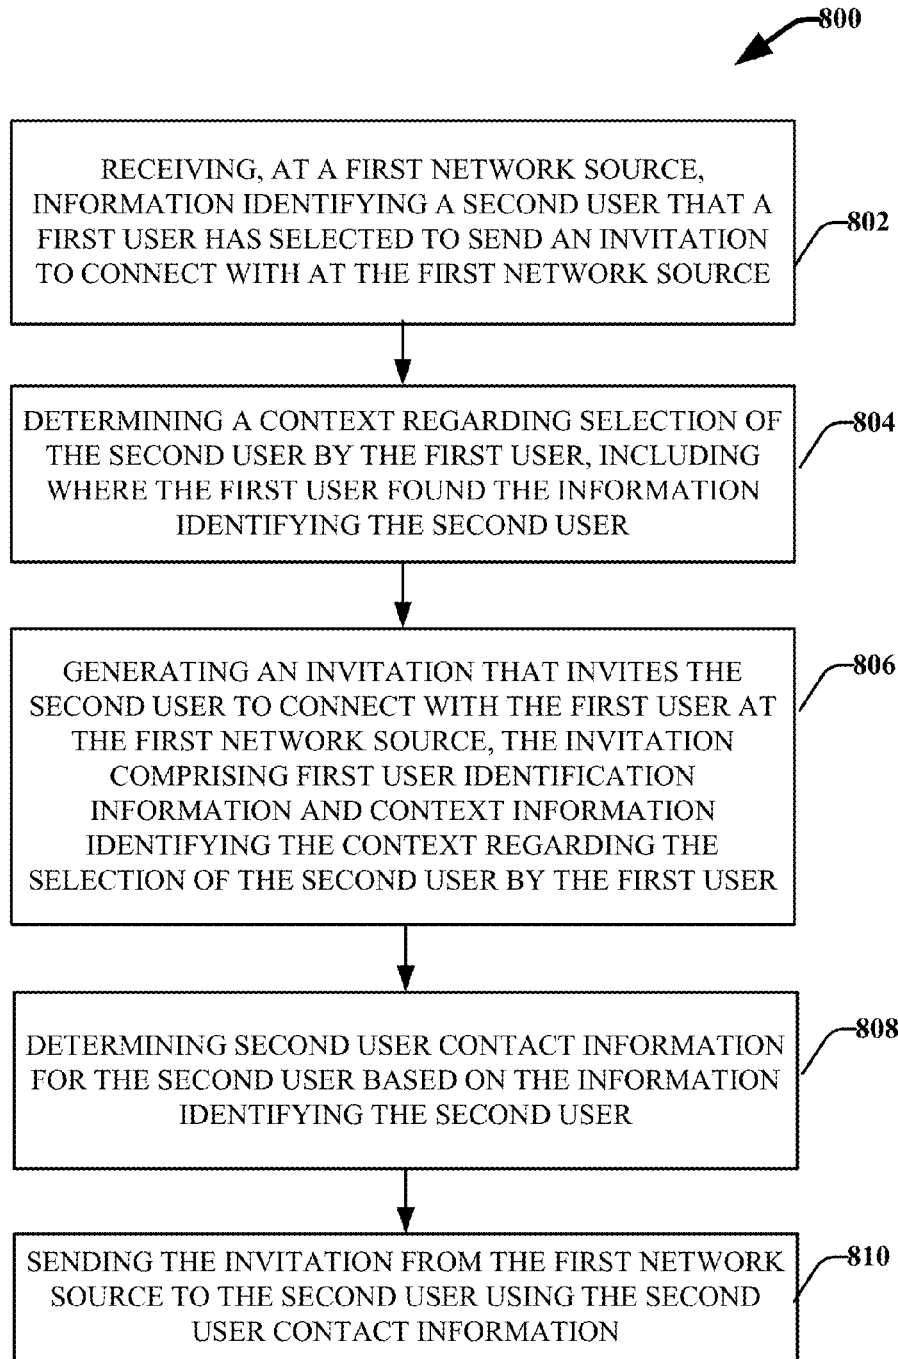 800
RECEIVING, AT A FIRST NETWORK SOURCE,
INFORMATION IDENTIFYING A SECOND USER THAT A
FIRST USER HAS SELECTED TO SEND AN INVITATION
TO CONNECT WITH AT THE FIRST NETWORK SOURCE
802
DETERMINING A CONTEXT REGARDING SELECTION OF
THE SECOND USER BY THE FIRST USER, INCLUDING
WHERE THE FIRST USER FOUND THE INFORMATION
IDENTIFYING THE SECOND USER
804
GENERATING AN INVITATION THAT INVITES THE
SECOND USER TO CONNECT WITH THE FIRST USER AT
THE FIRST NETWORK SOURCE, THE INVITATION
COMPRISING FIRST USER IDENTIFICATION
INFORMATION AND CONTEXT INFORMATION
IDENTIFYING THE CONTEXT REGARDING THE
SELECTION OF THE SECOND USER BY THE FIRST USER
806
DETERMINING SECOND USER CONTACT INFORMATION
FOR THE SECOND USER BASED ON THE INFORMATION
IDENTIFYING THE SECOND USER
808
SENDING THE INVITATION FROM THE FIRST NETWORK
SOURCE TO THE SECOND USER USING THE SECOND
USER CONTACT INFORMATION
810